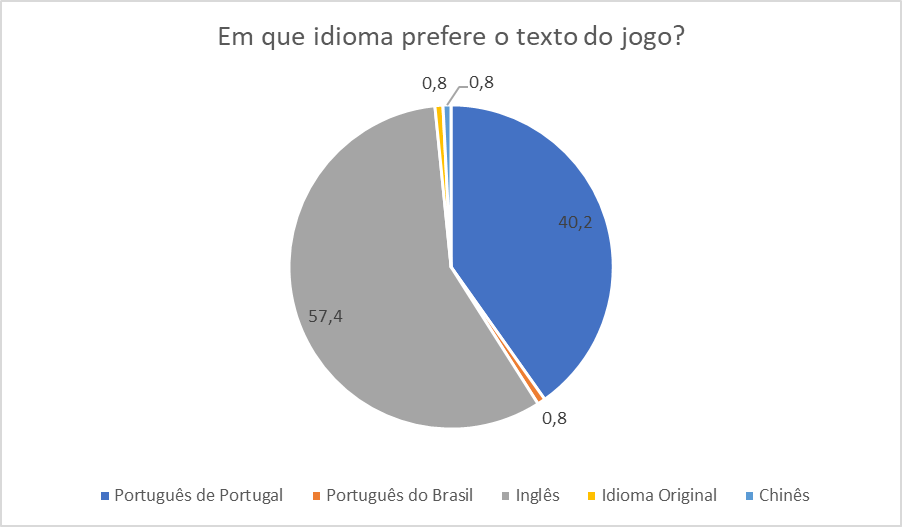 Em que idioma prefere o texto do jogo?
0,8
0,8
40,2
57,4
0,8
Português de Portugal
Português do Brasil
Inglês
Idioma Original
Chinês